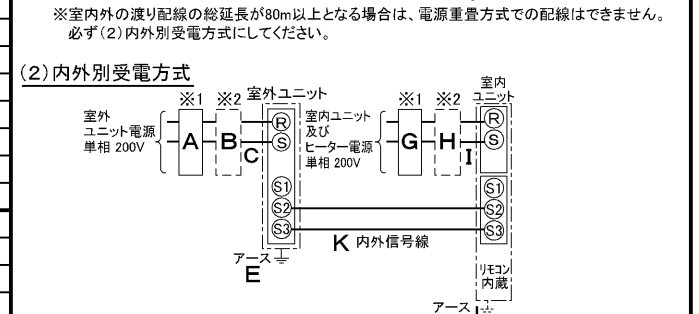 ※室内外の渡り配線の総延長が80m以上となる場合は、電源重畳方式での配線はできません。
必ず(2)内外別受電方式にしてください。
(2)内外別受電方式
※1 ※2 室外ユニット
室外
ユニット電源
単相 200V
A B C
R
S
S1
S2
S3
アース
E
※1 ※2
室内
ユニット
室内ユニット
及び
ヒーター電源
単相 200V
G H I
R
S
S1
S2
S3
K 内外信号線
リモコン
内蔵
アース